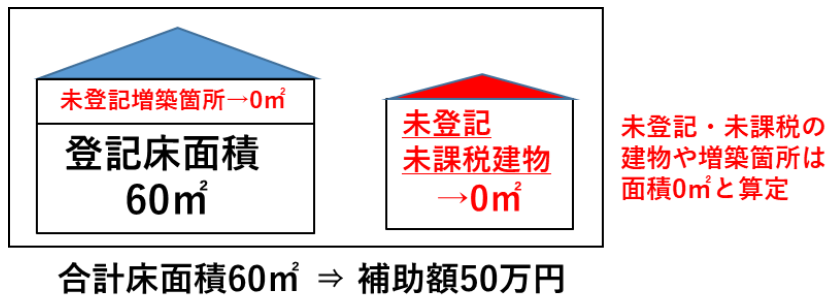 未登記増築箇所→0㎡
登記床面積
60㎡
未登記
未課税建物
→0㎡
未登記・未課税の
建物や増築箇所は
面積0㎡と算定
合計床面積60㎡ ⇒ 補助額50万円